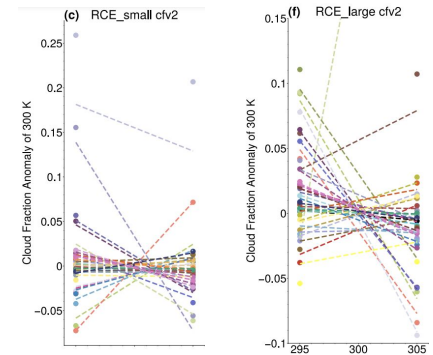 (c) RCE_small cfv2
Cloud Fraction Anomaly of 300 K
0.25
0.2
0.15
0.1
0.05
0
−0.05
(f) RCE_large cfv2
Cloud Fraction Anomaly of 300 K
0.15
0.1
0.05
0
−0.05
−0.1
295 300 305